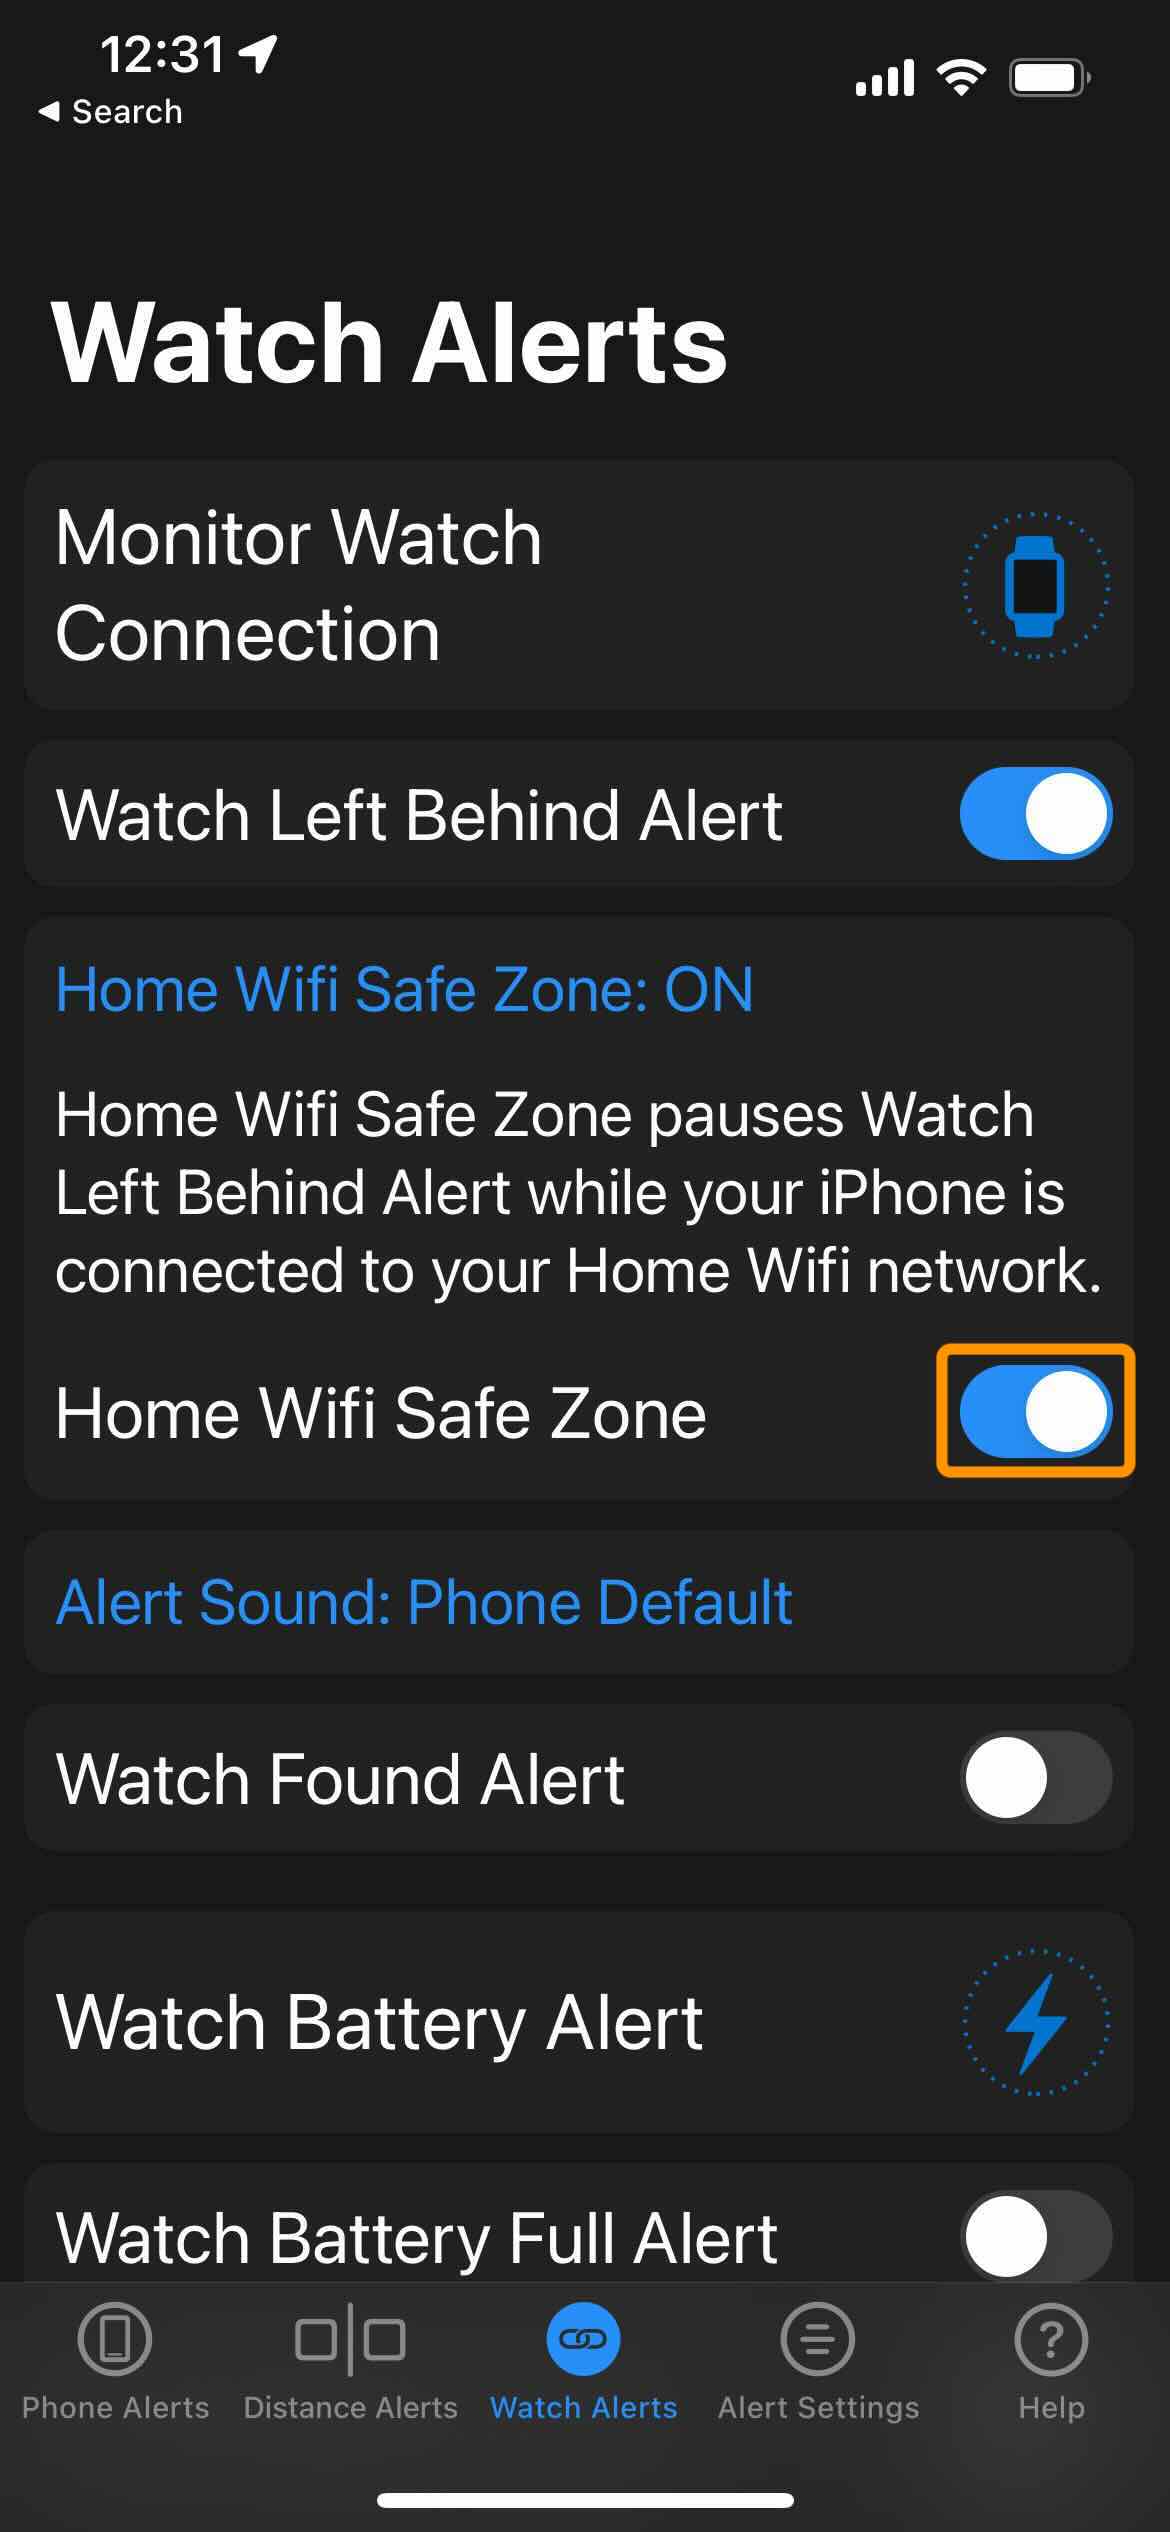 12:31
Search
Watch Alerts
Monitor Watch
Connection
Watch Left Behind Alert
Home Wifi Safe Zone: ON
Home Wifi Safe Zone pauses Watch
Left Behind Alert while your iPhone is
connected to your Home Wifi network.
Home Wifi Safe Zone
Alert Sound: Phone Default
Watch Found Alert
Watch Battery Alert
Watch Battery Full Alert
Phone Alerts
Distance Alerts
Watch Alerts
Alert Settings
?
Help